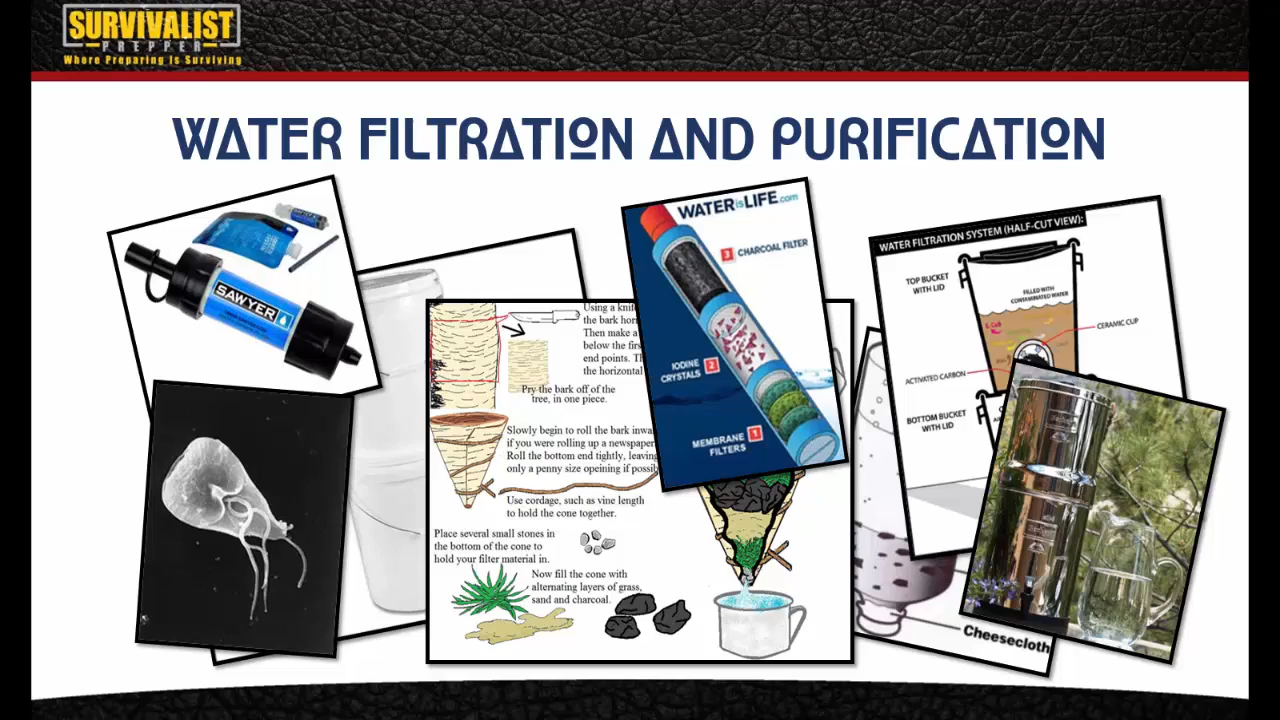 SURVIVALIST
PREPPER
Where Preparing Is Surviving
WATER FILTRATION AND PURIFICATION
SAWYER
Using a knife
the bark hor
Then make a
below the firs
end points. Th
the horizontal
Pry the bark off of the
tree, in one piece.
Slowly begin to roll the bark inwa
if you were rolling up a newspaper
Roll the bottom end tightly, leaving
only a penny size opeining if possib
Use cordage, such as vine length
to hold the cone together.
Place several small stones in
the bottom of the cone to
hold your filter material in.
Now fill the cone with
alternating layers of grass,
sand and charcoal.
WATERisLIFE.com
3 CHARCOAL FILTER
IODINE
CRYSTALS 2
MEMBRANE 1
FILTERS
WATER FILTRATION SYSTEM (HALF-CUT VIEW):
TOP BUCKET
WITH LID
FILLED WITH
CONTAMINATED WATER
CERAMIC CUP
ACTIVATED CARBON
BOTTOM BUCKET
WITH LID
Cheesecloth